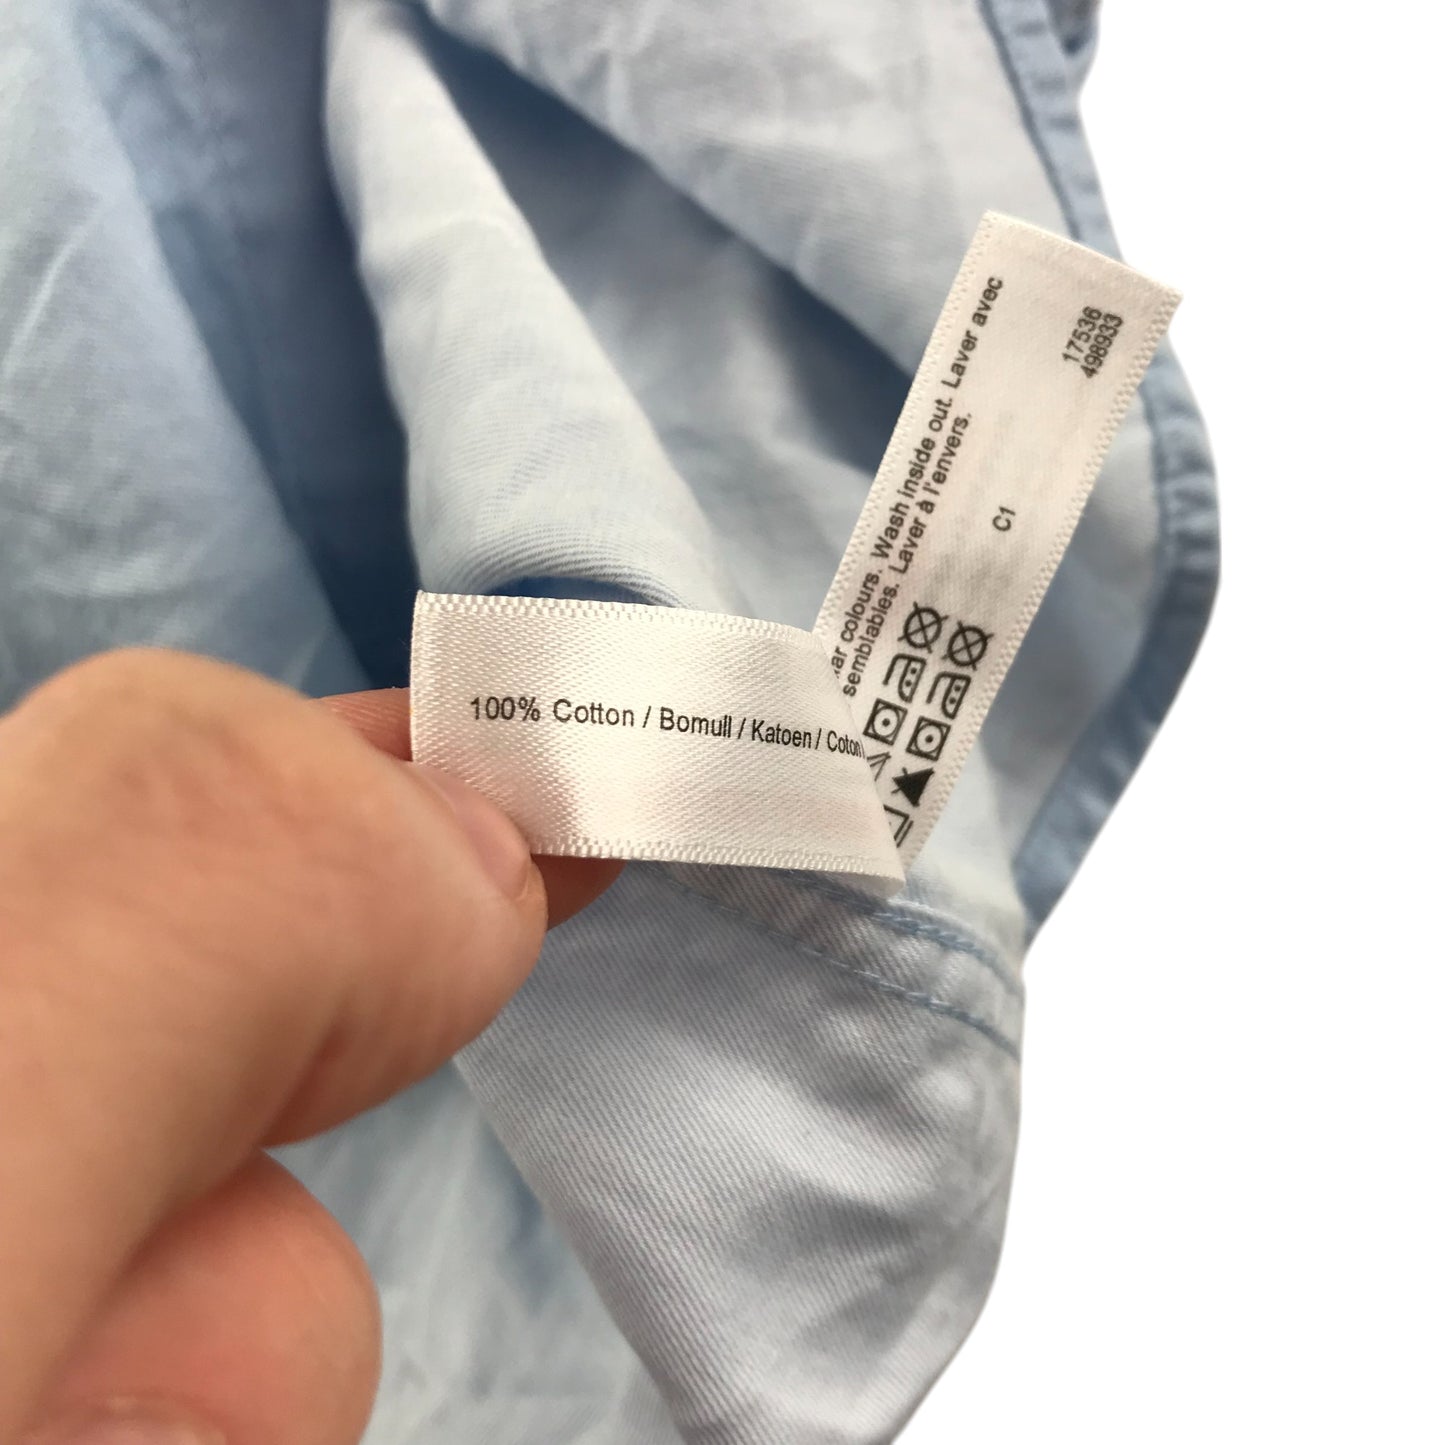 100% Cotton / Bomull / Katoen / Coton
colours. Wash inside out. Laver avec
semblables. Laver à l'envers.
C1
17536
498933